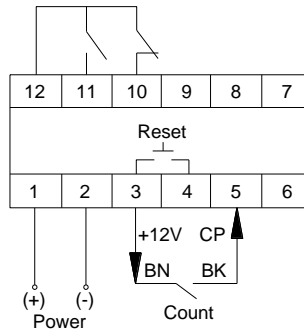 12 11 10 9 8 7
Reset
1 2 3 4 5 6
+12V CP
BN BK
(+) (-) Count
Power